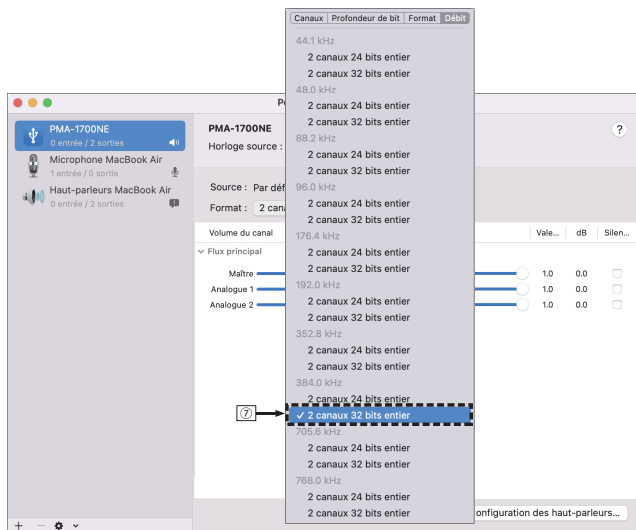 Canaux Profondeur de bit Format Débit
44.1 kHz
2 canaux 24 bits entier
2 canaux 32 bits entier
48.0 kHz
2 canaux 24 bits entier
2 canaux 32 bits entier
88.2 kHz
2 canaux 24 bits entier
2 canaux 32 bits entier
96.0 kHz
2 canaux 24 bits entier
2 canaux 32 bits entier
176.4 kHz
2 canaux 24 bits entier
2 canaux 32 bits entier
192.0 kHz
2 canaux 24 bits entier
2 canaux 32 bits entier
352.8 kHz
2 canaux 24 bits entier
2 canaux 32 bits entier
384.0 kHz
2 canaux 24 bits entier
✓ 2 canaux 32 bits entier
705.6 kHz
2 canaux 24 bits entier
2 canaux 32 bits entier
768.0 kHz
2 canaux 24 bits entier
2 canaux 32 bits entier
⑦
PMA-1700NE
0 entrée / 2 sorties
Microphone MacBook Air
1 entrée / 0 sortie
Haut-parleurs MacBook Air
0 entrée / 2 sorties
PMA-1700NE
?
Horloge source :
Source : Par
Format : 2
Volume du canal Vale... dB Silen...
Flux principal
Maître 1.0 0.0
Analogue 1 1.0 0.0
Analogue 2 1.0 0.0
onfiguration des haut-parleurs...